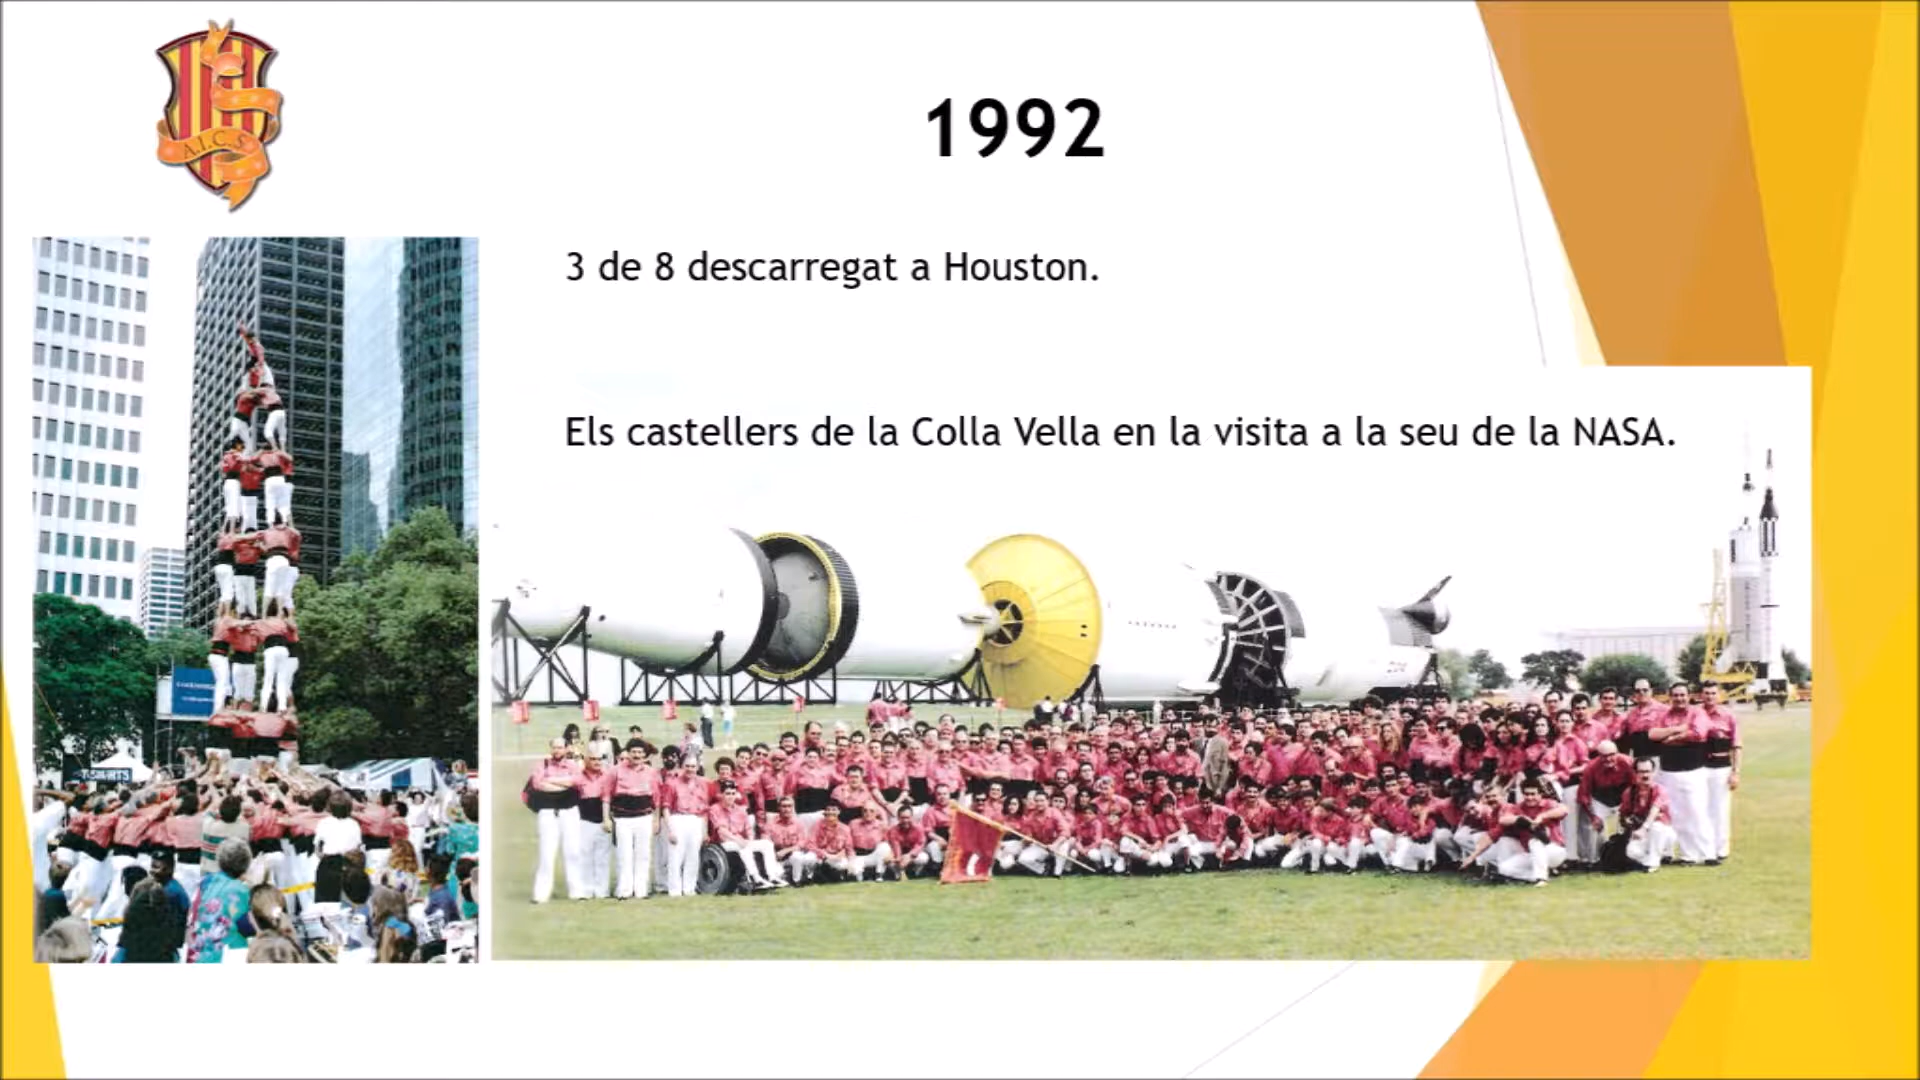 A.I.C.S
1992
3 de 8 descarregat a Houston.
Els castellers de la Colla Vella en la visita a la seu de la NASA.
T-SHIRTS